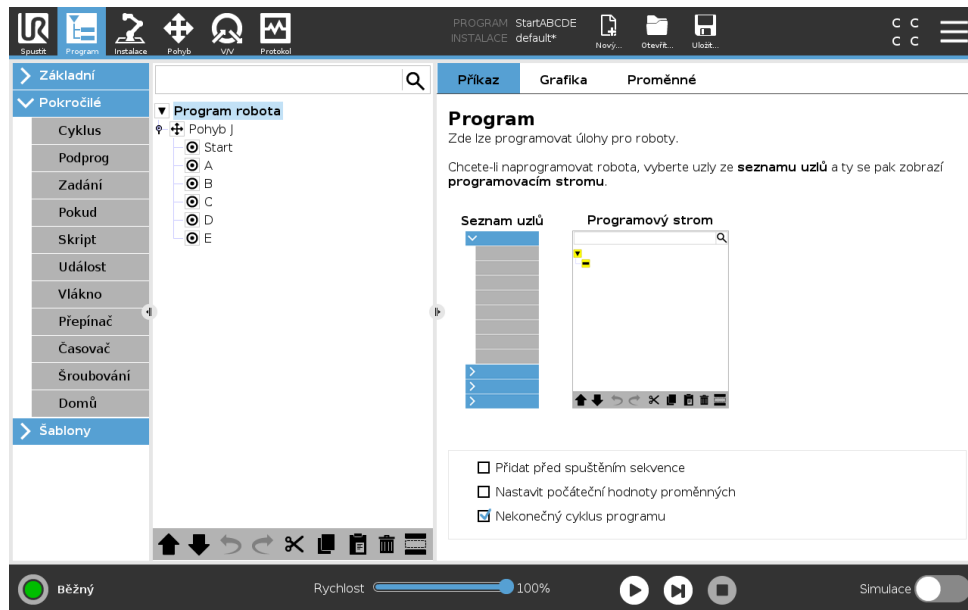 UR
PROGRAM StartABCDE
INSTALACE default*
Spustit Program Instalace Pohyb V/V Protokol Nový... Otevřít... Uložit...
C C
C C
Základní
Pokročilé
Cyklus
Podprog
Zadání
Pokud
Skript
Událost
Vlákno
Přepínač
Časovač
Šroubování
Domů
Šablony
Program robota
Pohyb J
Start
A
B
C
D
E
Příkaz Grafika Proměnné
Program
Zde lze programovat úlohy pro roboty.
Chcete-li naprogramovat robota, vyberte uzly ze seznamu uzlů a ty se pak zobrazí
programovacím stromu.
Seznam uzlů Programový strom
Přidat před spuštěním sekvence
Nastavit počáteční hodnoty proměnných
Nekonečný cyklus programu
Běžný Rychlost 100% Simulace